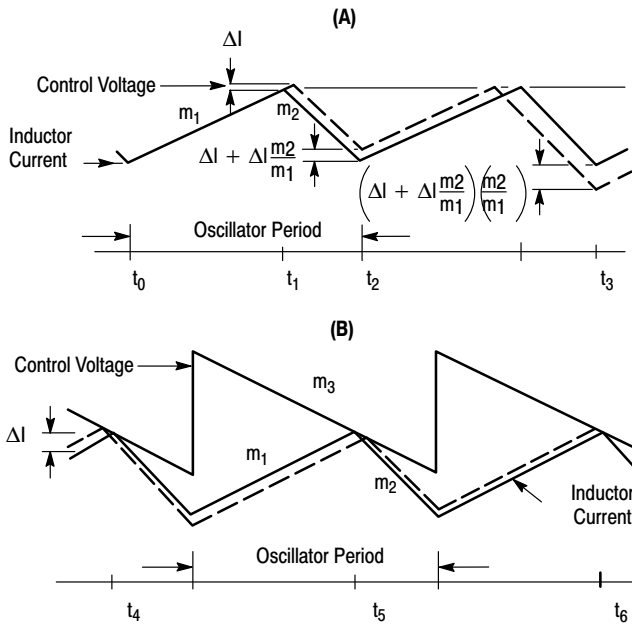 (A)
ΔI
Control Voltage
m1
m2
Inductor
Current
ΔI + ΔI m2/m1
(ΔI + ΔI m2/m1)(m2/m1)
Oscillator Period
t0
t1
t2
t3
(B)
Control Voltage
m3
ΔI
m1
m2
Inductor
Current
Oscillator Period
t4
t5
t6